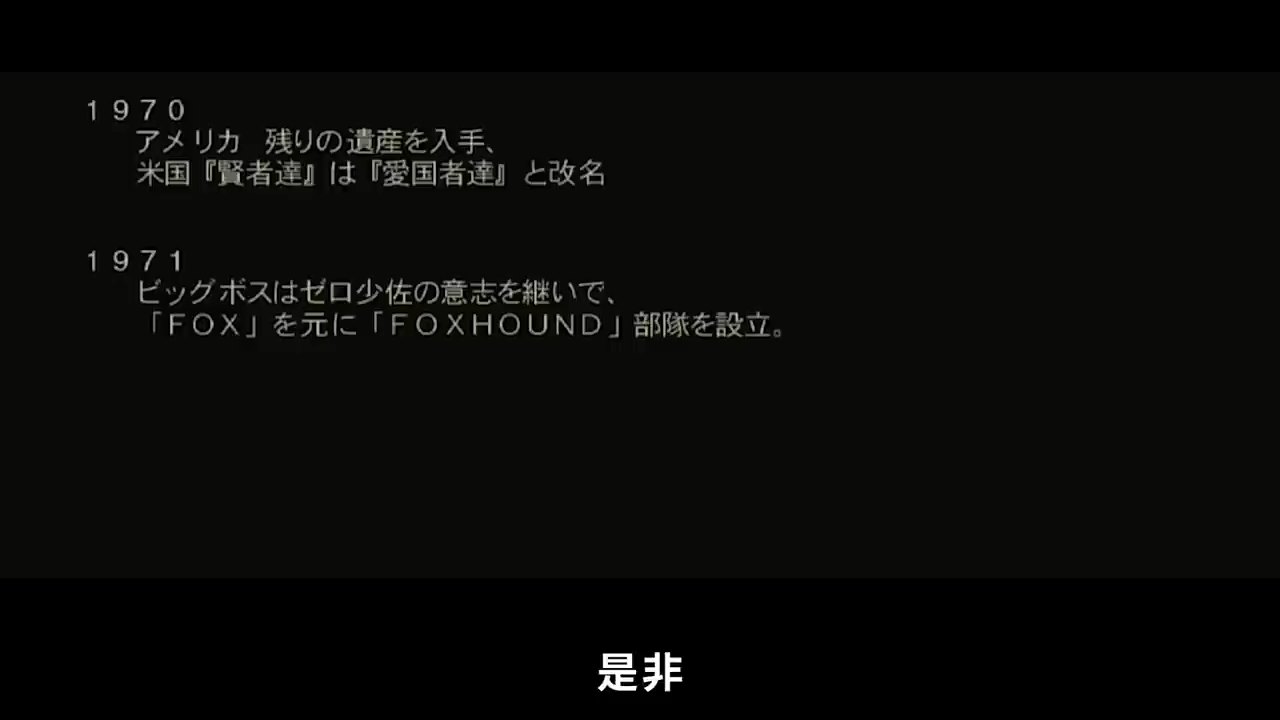 １９７０
アメリカ　残りの遺産を入手、
米国『賢者達』は『愛国者達』と改名
１９７１
ビッグボスはゼロ少佐の意志を継いで、
「ＦＯＸ」を元に「ＦＯＸＨＯＵＮＤ」部隊を設立。
是非